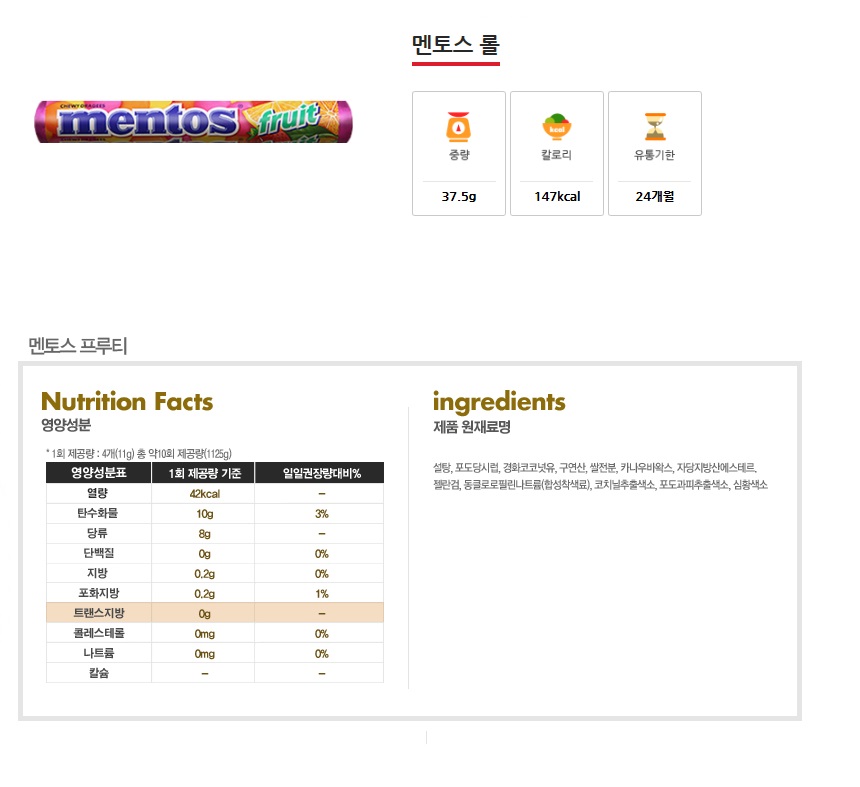 멘토스 롤
CHEWY DRAGEES
mentos fruit
kcal
중량
칼로리
유통기한
37.5g
147kcal
24개월
멘토스 프루티
Nutrition Facts
영양성분
* 1회 제공량 : 4개(11g) 총 약10회 제공량(1125g)
영양성분표 1회 제공량 기준 일일권장량대비%
열량 42kcal –
탄수화물 10g 3%
당류 8g –
단백질 0g 0%
지방 0.2g 0%
포화지방 0.2g 1%
트랜스지방 0g –
콜레스테롤 0mg 0%
나트륨 0mg 0%
칼슘 – –
ingredients
제품 원재료명
설탕, 포도당시럽, 경화코코넛유, 구연산, 쌀전분, 카나우바왁스, 자당지방산에스테르,
젤란검, 동클로로필린나트륨(합성착색료), 코치닐추출색소, 포도과피추출색소, 심황색소